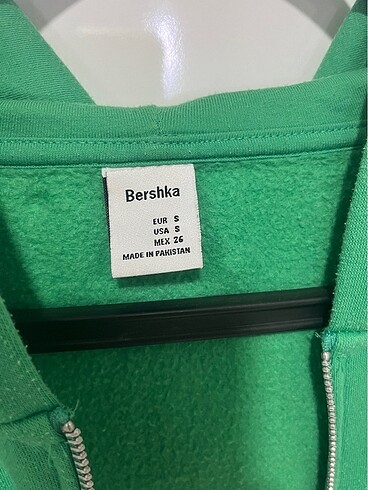 Bershka
EUR S
USA S
MEX 26
MADE IN PAKISTAN